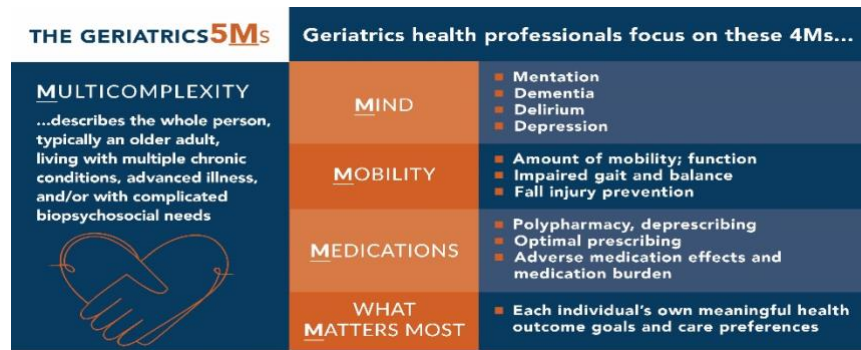 THE GERIATRICS5Ms
Geriatrics health professionals focus on these 4Ms...
MULTICOMPLEXITY
...describes the whole person,
typically an older adult,
living with multiple chronic
conditions, advanced illness,
and/or with complicated
biopsychosocial needs
MIND
Mentation
Dementia
Delirium
Depression
MOBILITY
Amount of mobility; function
Impaired gait and balance
Fall injury prevention
MEDICATIONS
Polypharmacy, deprescribing
Optimal prescribing
Adverse medication effects and
medication burden
WHAT
MATTERS MOST
Each individual's own meaningful health
outcome goals and care preferences